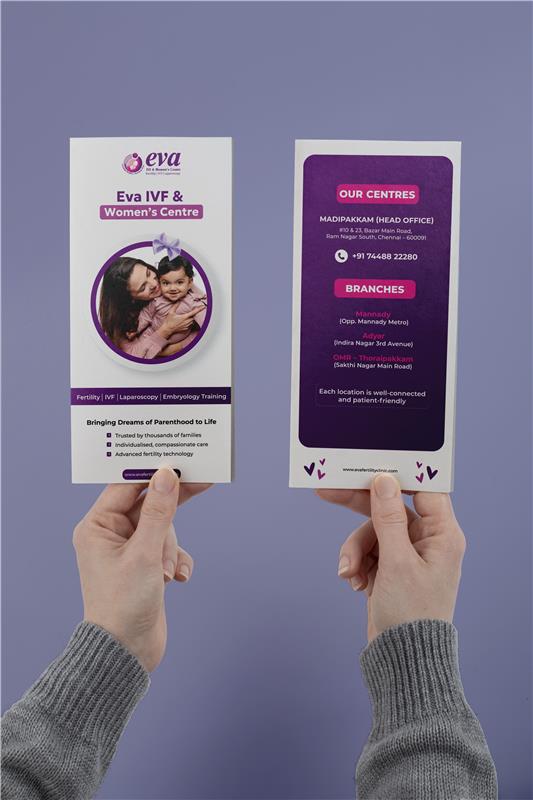 eva
IVF & Women's Centre
Eva IVF &
Women's Centre
Fertility | IVF | Laparoscopy | Embryology Training
Bringing Dreams of Parenthood to Life
Trusted by thousands of families
Individualised, compassionate care
Advanced fertility technology
OUR CENTRES
MADIPAKKAM (HEAD OFFICE)
#10 & 23, Bazar Main Road,
Ram Nagar South, Chennai - 600091
+91 74488 22280
BRANCHES
Mannady
(Opp. Mannady Metro)
Adyar
(Indira Nagar 3rd Avenue)
OMR - Thoraipakkam
(Sakthi Nagar Main Road)
Each location is well-connected
and patient-friendly
www.evafertilityclinic.com